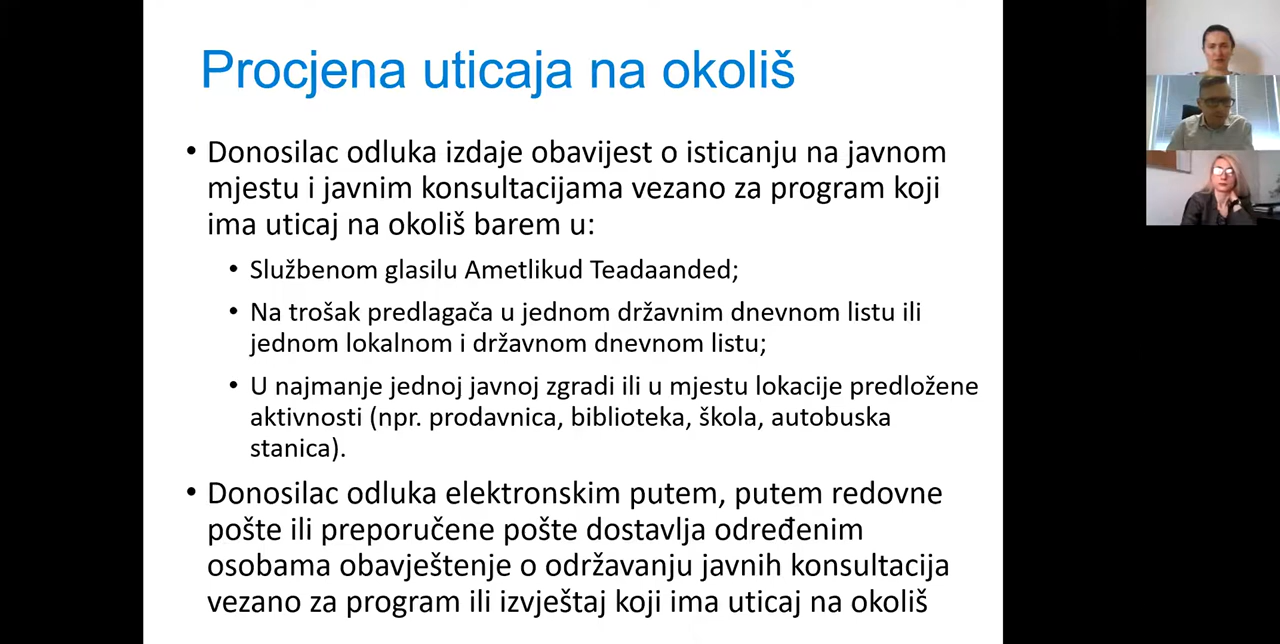 Procjena uticaja na okoliš
• Donosilac odluka izdaje obavijest o isticanju na javnom
mjestu i javnim konsultacijama vezano za program koji
ima uticaj na okoliš barem u:
• Službenom glasilu Ametlikud Teadaanded;
• Na trošak predlagača u jednom državnim dnevnom listu ili
jednom lokalnom i državnom dnevnom listu;
• U najmanje jednoj javnoj zgradi ili u mjestu lokacije predložene
aktivnosti (npr. prodavnica, biblioteka, škola, autobuska
stanica).
• Donosilac odluka elektronskim putem, putem redovne
pošte ili preporučene pošte dostavlja određenim
osobama obavještenje o održavanju javnih konsultacija
vezano za program ili izvještaj koji ima uticaj na okoliš